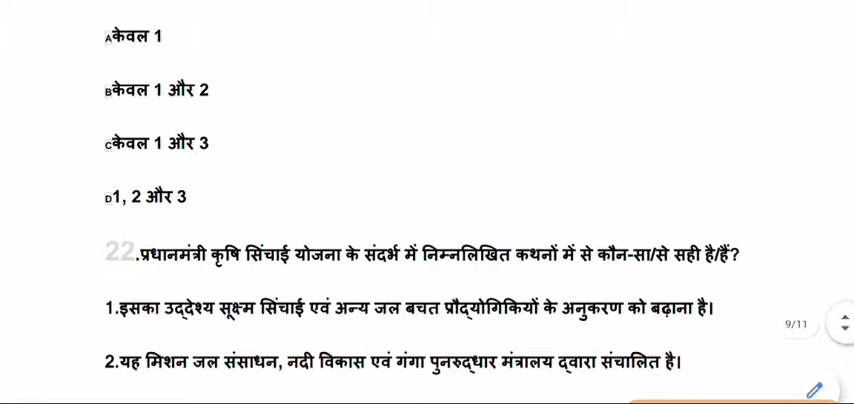 Aकेवल 1
Bकेवल 1 और 2
Cकेवल 1 और 3
D1, 2 और 3
22.प्रधानमंत्री कृषि सिंचाई योजना के संदर्भ में निम्नलिखित कथनों में से कौन-सा/से सही है/हैं?
1.इसका उद्देश्य सूक्ष्म सिंचाई एवं अन्य जल बचत प्रौद्योगिकियों के अनुकरण को बढ़ाना है।
9/11
2.यह मिशन जल संसाधन, नदी विकास एवं गंगा पुनरुद्धार मंत्रालय द्वारा संचालित है।